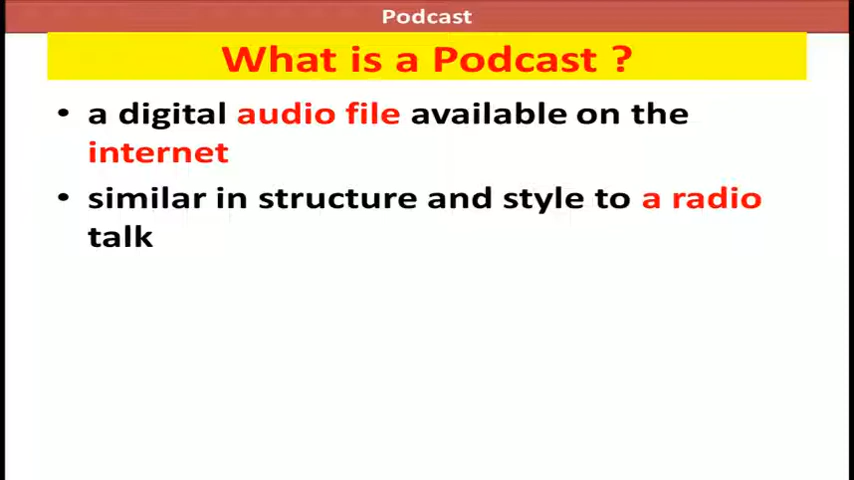 Podcast
What is a Podcast ?
• a digital audio file available on the
internet
• similar in structure and style to a radio
talk